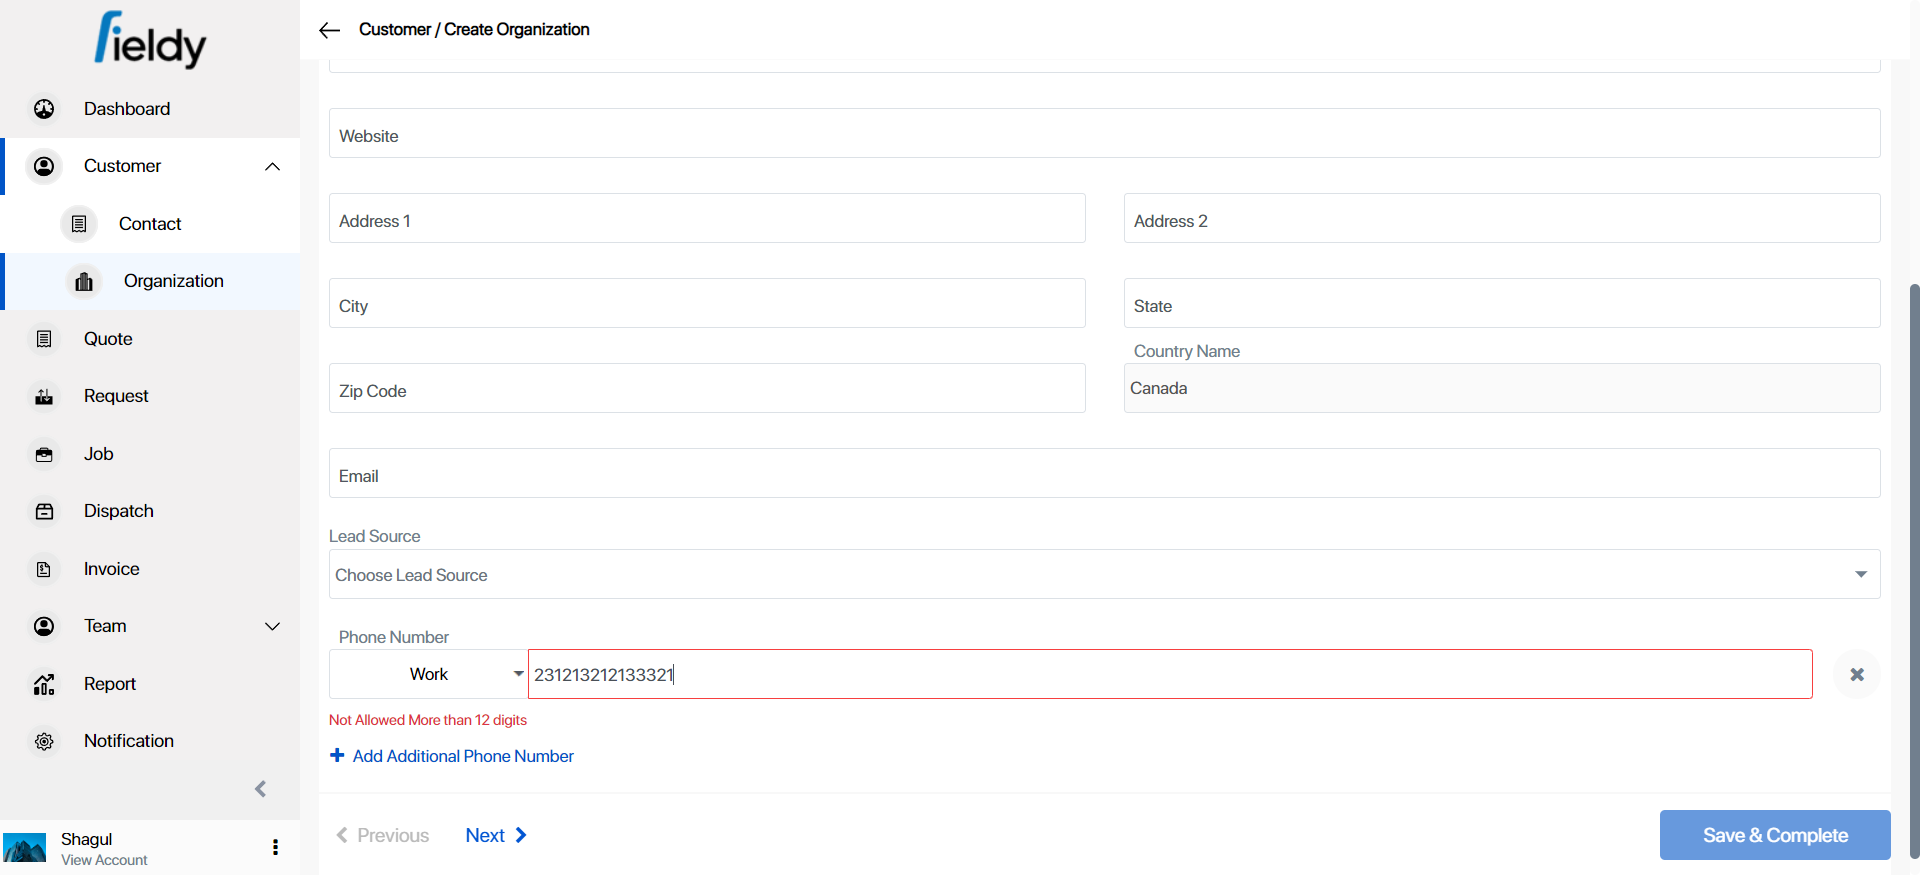 fieldy
Dashboard
Customer
Contact
Organization
Quote
Request
Job
Dispatch
Invoice
Team
Report
Notification
Shagul
View Account
Customer / Create Organization
Website
Address 1
Address 2
City
State
Country Name
Zip Code
Canada
Email
Lead Source
Choose Lead Source
Phone Number
Work
231213212133321
Not Allowed More than 12 digits
Add Additional Phone Number
Previous
Next
Save & Complete